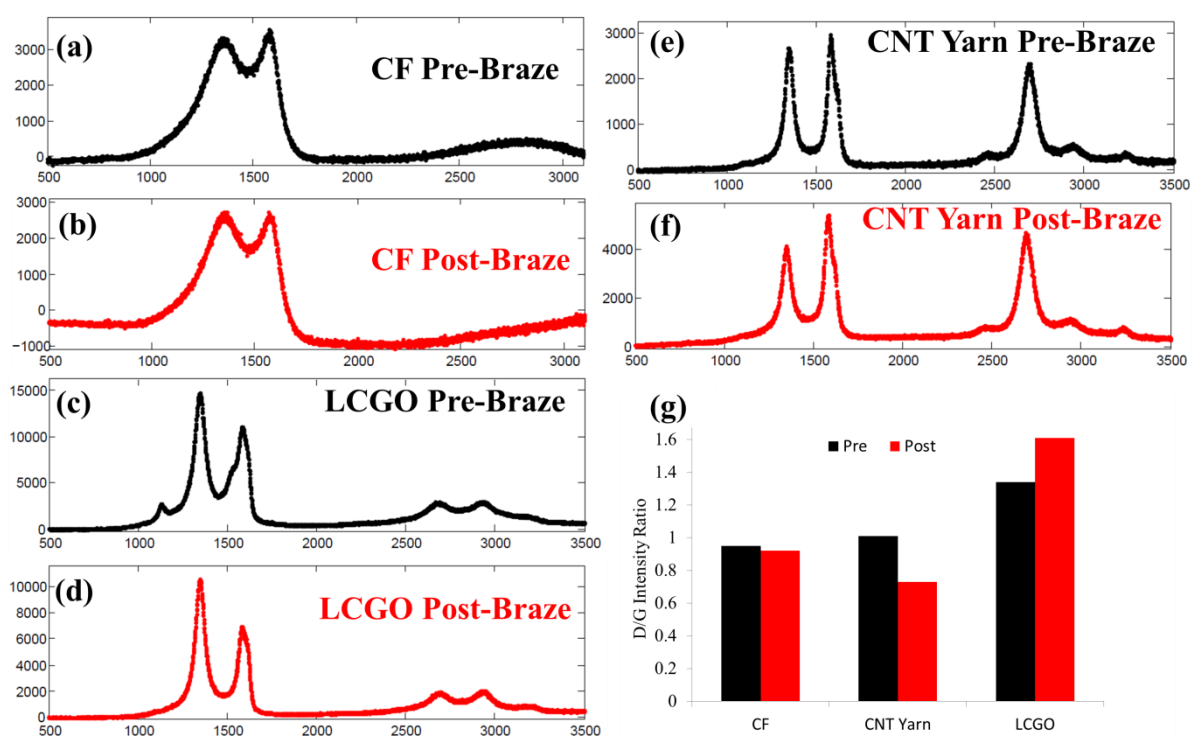 (a)
CF Pre-Braze
3000
2000
1000
0
500 1000 1500 2000 2500 3000
(b)
CF Post-Braze
3000
2000
1000
0
−1000
500 1000 1500 2000 2500 3000
(c)
LCGO Pre-Braze
15000
10000
5000
0
500 1000 1500 2000 2500 3000 3500
(d)
LCGO Post-Braze
10000
8000
6000
4000
2000
0
500 1000 1500 2000 2500 3000 3500
(e)
CNT Yarn Pre-Braze
3000
2000
1000
0
500 1000 1500 2000 2500 3000 3500
(f)
CNT Yarn Post-Braze
4000
2000
0
500 1000 1500 2000 2500 3000 3500
(g)
Pre Post
D/G Intensity Ratio
1.6
1.4
1.2
1
0.8
0.6
0.4
0.2
0
CF CNT Yarn LCGO